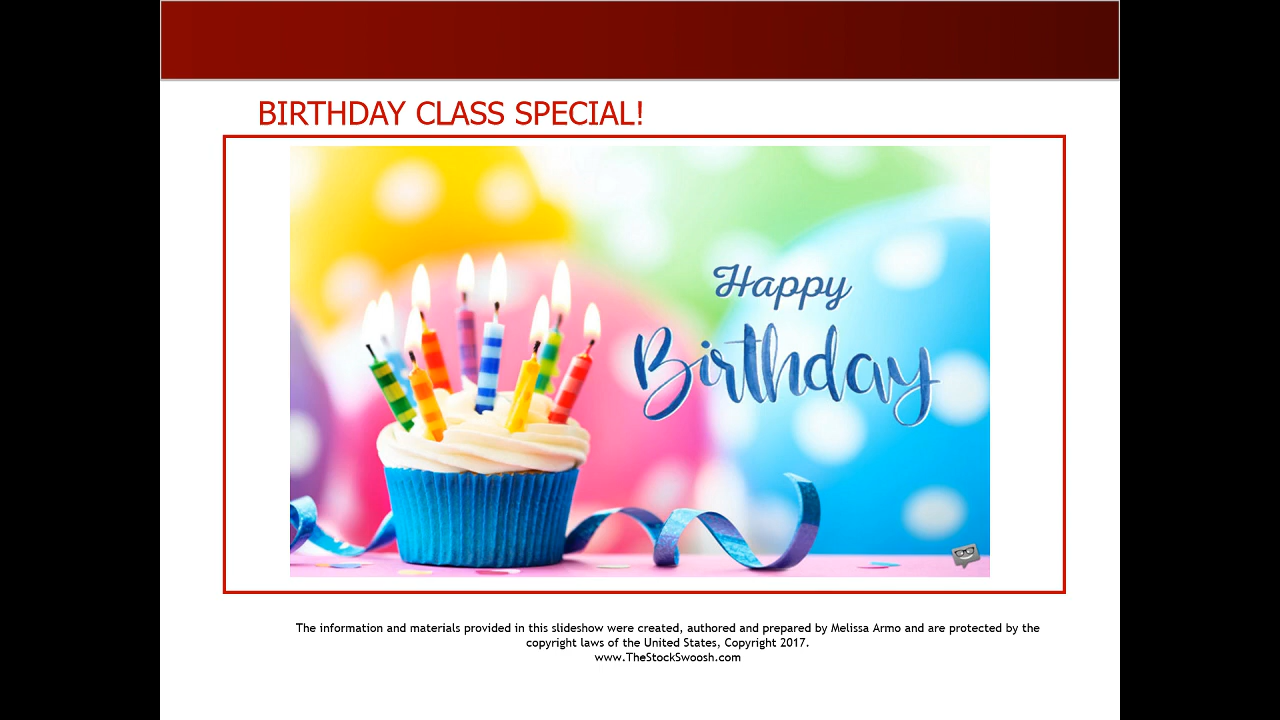 BIRTHDAY CLASS SPECIAL!
Happy
Birthday
The information and materials provided in this slideshow were created, authored and prepared by Melissa Armo and are protected by the
copyright laws of the United States, Copyright 2017.
www.TheStockSwoosh.com